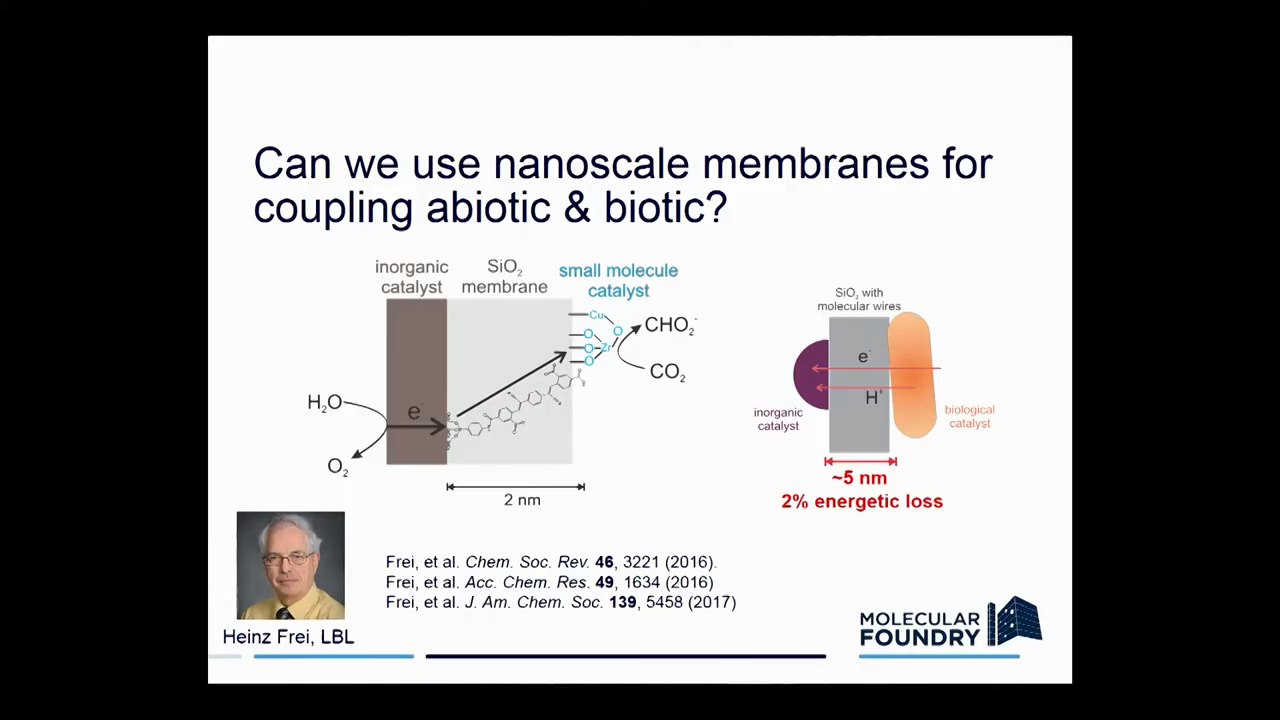 Can we use nanoscale membranes for
coupling abiotic & biotic?
inorganic
catalyst
SiO₂
membrane
small molecule
catalyst
Cu
O
O
O
Zr
O
CHO₂⁻
CO₂
H₂O
e⁻
O₂
2 nm
SiO₂ with
molecular wires
e⁻
H⁺
inorganic
catalyst
biological
catalyst
~5 nm
2% energetic loss
Frei, et al. Chem. Soc. Rev. 46, 3221 (2016).
Frei, et al. Acc. Chem. Res. 49, 1634 (2016)
Frei, et al. J. Am. Chem. Soc. 139, 5458 (2017)
Heinz Frei, LBL
MOLECULAR
FOUNDRY